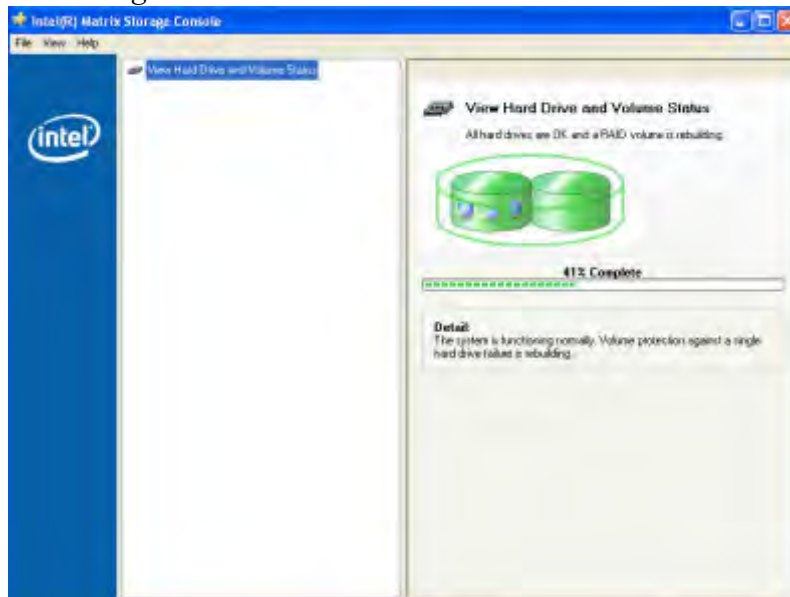 Intel(R) Matrix Storage Console
File View Help
View Hard Drive and Volume Status
intel
View Hard Drive and Volume Status
All hard drives are OK and a RAID volume is rebuilding.
41% Complete
Detail:
The system is functioning normally. Volume protection against a single
hard drive failure is rebuilding.